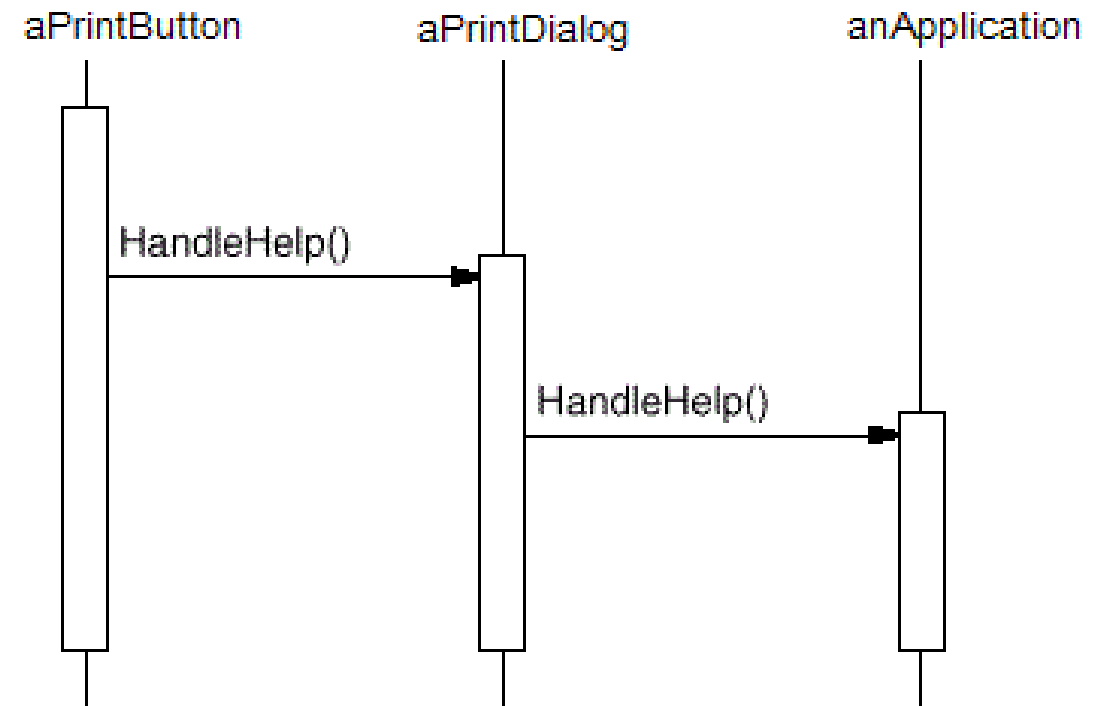 aPrintButton
aPrintDialog
anApplication
HandleHelp()
HandleHelp()